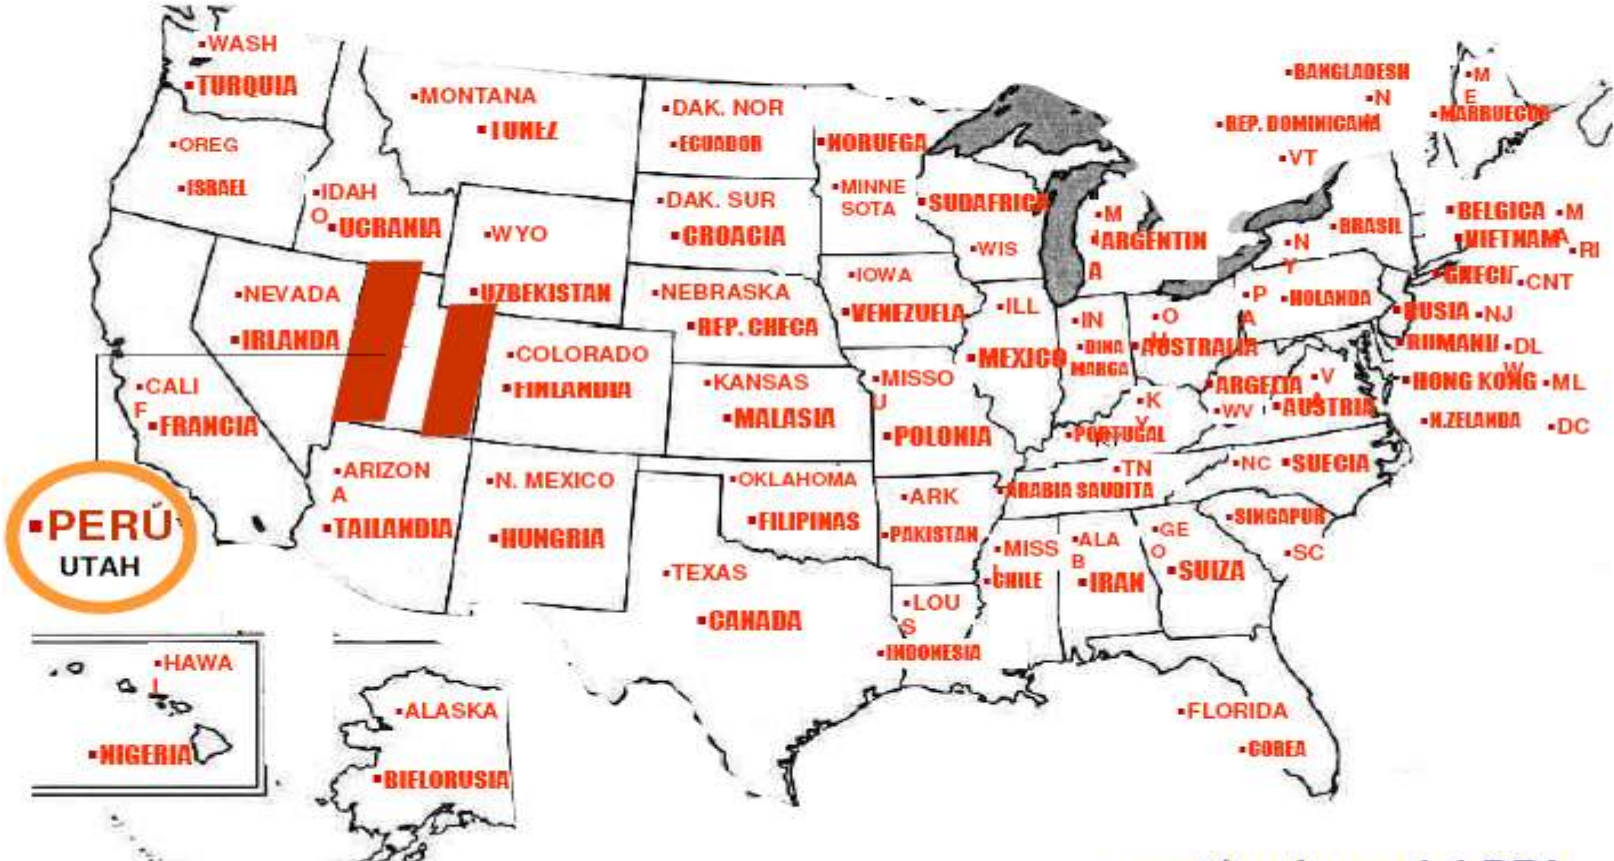 WASH
TURQUIA
OREG
ISRAEL
IDAH
O
UCRANIA
MONTANA
TUNEZ
DAK. NOR
ECUADOR
DAK. SUR
CROACIA
WYO
UZBEKISTAN
NEVADA
IRLANDA
CALI
F
FRANCIA
PERÚ
UTAH
COLORADO
FINLANDIA
NEBRASKA
REP. CHECA
KANSAS
MALASIA
ARIZON
A
TAILANDIA
N. MEXICO
HUNGRIA
OKLAHOMA
FILIPINAS
TEXAS
CANADA
NORUEGA
MINNE
SOTA
IOWA
VENEZUELA
MISSO
U
POLONIA
ARK
PAKISTAN
LOU
S
INDONESIA
SUDAFRICA
WIS
ILL
MEXICO
M
ARGENTIN
A
IN
DINA
MARCA
O
AUSTRALIA
K
Y
PORTUGAL
TN
ARABIA SAUDITA
MISS
CHILE
ALA
B
IRAN
GE
O
SUIZA
FLORIDA
COREA
SINGAPUR
SC
NC
SUECIA
WV
ARGELIA
V
AUSTRIA
P
A
HOLANDA
N
Y
BRASIL
BANGLADESH
N
REP. DOMINICANA
VT
M
E
MARRUECOS
BELGICA
M
A
VIETNAM
RI
GRECIA
CNT
RUSIA
NJ
RUMANIA
DL
W
HONG KONG
ML
N.ZELANDA
DC
HAWA
I
NIGERIA
ALASKA
BIELORUSIA